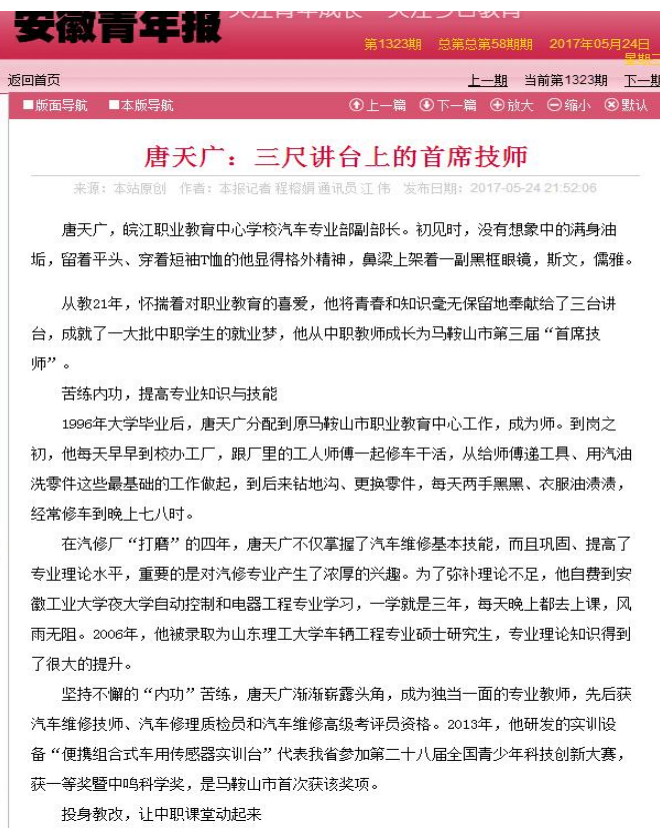 安徽青年报
关注青年成长 关注今日教育
第1323期 总第总第58期期 2017年05月24日
星期三
返回首页 上一期 当前第1323期 下一期
■版面导航 ■本版导航 上一篇 下一篇 放大 缩小 默认
唐天广：三尺讲台上的首席技师
来源：本站原创 作者：本报记者 程榕娟 通讯员 江 伟 发布日期：2017-05-24 21:52:06
唐天广，皖江职业教育中心学校汽车专业部副部长。初见时，没有想象中的满身油
垢，留着平头、穿着短袖T恤的他显得格外精神，鼻梁上架着一副黑框眼镜，斯文，儒雅。
从教21年，怀揣着对职业教育的喜爱，他将青春和知识毫无保留地奉献给了三台讲
台，成就了一大批中职学生的就业梦，他从中职教师成长为马鞍山市第三届“首席技
师”。
苦练内功，提高专业知识与技能
1996年大学毕业后，唐天广分配到原马鞍山市职业教育中心工作，成为师。到岗之
初，他每天早早到校办工厂，跟厂里的工人师傅一起修车干活，从给师傅递工具、用汽油
洗零件这些最基础的工作做起，到后来钻地沟、更换零件，每天两手黑黑、衣服油渍渍，
经常修车到晚上七八时。
在汽修厂“打磨”的四年，唐天广不仅掌握了汽车维修基本技能，而且巩固、提高了
专业理论水平，重要的是对汽修专业产生了浓厚的兴趣。为了弥补理论不足，他自费到安
徽工业大学夜大学自动控制和电器工程专业学习，一学就是三年，每天晚上都去上课，风
雨无阻。2006年，他被录取为山东理工大学车辆工程专业硕士研究生，专业理论知识得到
了很大的提升。
坚持不懈的“内功”苦练，唐天广渐渐崭露头角，成为独当一面的专业教师，先后获
汽车维修技师、汽车修理质检员和汽车维修高级考评员资格。2013年，他研发的实训设
备“便携组合式车用传感器实训台”代表我省参加第二十八届全国青少年科技创新大赛，
获一等奖暨中鸣科学奖，是马鞍山市首次获该奖项。
投身教改，让中职课堂动起来